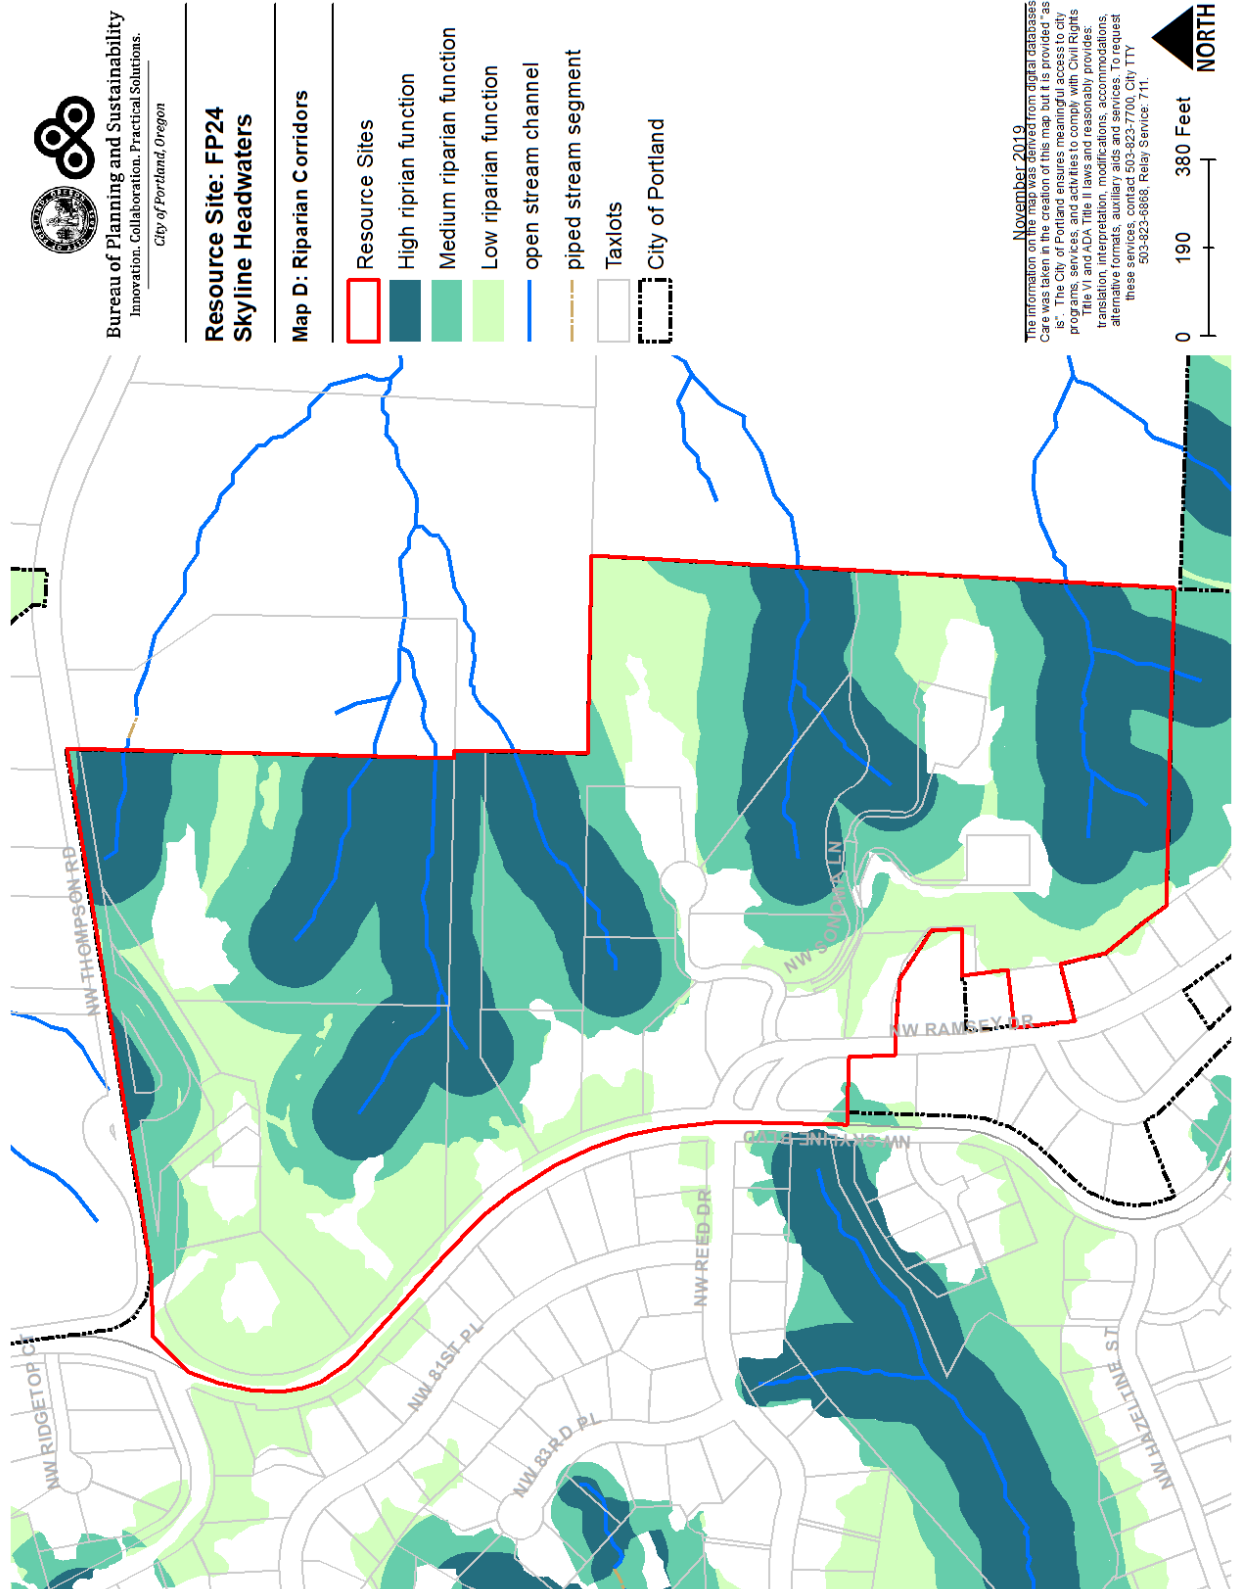 Bureau of Planning and Sustainability
Innovation. Collaboration. Practical Solutions.
City of Portland, Oregon
Resource Site: FP24
Skyline Headwaters
Map D: Riparian Corridors
Resource Sites
High riprian function
Medium riparian function
Low riparian function
open stream channel
piped stream segment
Taxlots
City of Portland
November 2019
The information on the map was derived from digital databases
Care was taken in the creation of this map but it is provided "as
is". The City of Portland ensures meaningful access to city
programs, services, and activities to comply with Civil Rights
Title VI and ADA Title II laws and reasonably provides:
translation, interpretation, modifications, accommodations,
alternative formats, auxiliary aids and services. To request
these services, contact 503-823-7700, City TTY
503-823-6868, Relay Service: 711.
0 190 380 Feet
NORTH
NW THOMPSON RD
NW SONOMA LN
NW RAMSEY DR
NW SKYLINE BLVD
NW REED DR
NW RIDGETOP CT
NW 81ST PL
NW 83RD PL
NW HAZELTINE ST